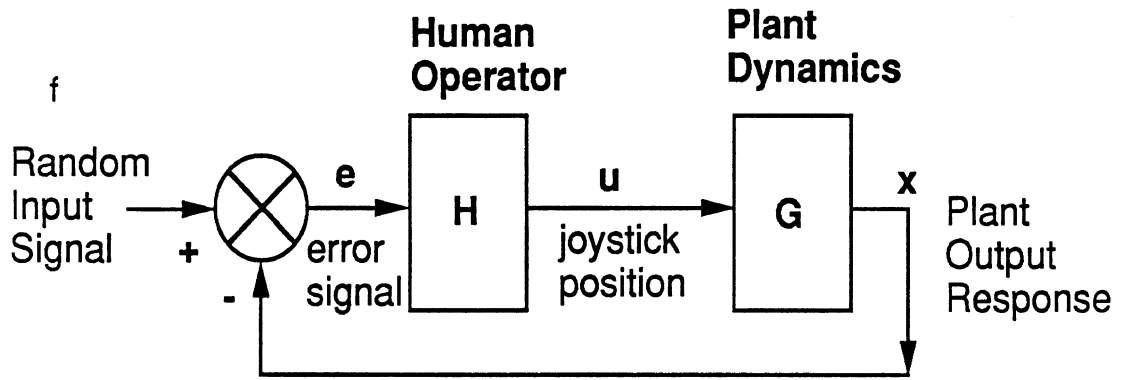 f
Random
Input
Signal
+
-
e
error
signal
Human
Operator
H
u
joystick
position
Plant
Dynamics
G
x
Plant
Output
Response